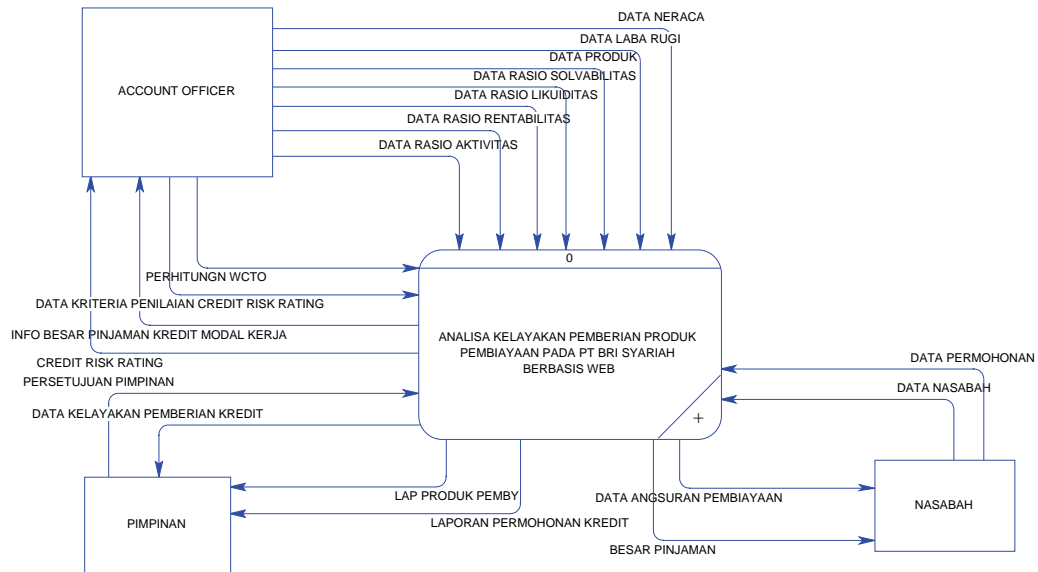 DATA NERACA
DATA LABA RUGI
DATA PRODUK
DATA RASIO SOLVABILITAS
ACCOUNT OFFICER
DATA RASIO LIKUIDITAS
DATA RASIO RENTABILITAS
DATA RASIO AKTIVITAS
0
PERHITUNGN WCTO
DATA KRITERIA PENILAIAN CREDIT RISK RATING
INFO BESAR PINJAMAN KREDIT MODAL KERJA
CREDIT RISK RATING
PERSETUJUAN PIMPINAN
DATA KELAYAKAN PEMBERIAN KREDIT
ANALISA KELAYAKAN PEMBERIAN PRODUK
PEMBIAYAAN PADA PT BRI SYARIAH
BERBASIS WEB
+
DATA PERMOHONAN
DATA NASABAH
LAP PRODUK PEMBY
LAPORAN PERMOHONAN KREDIT
DATA ANGSURAN PEMBIAYAAN
BESAR PINJAMAN
PIMPINAN
NASABAH